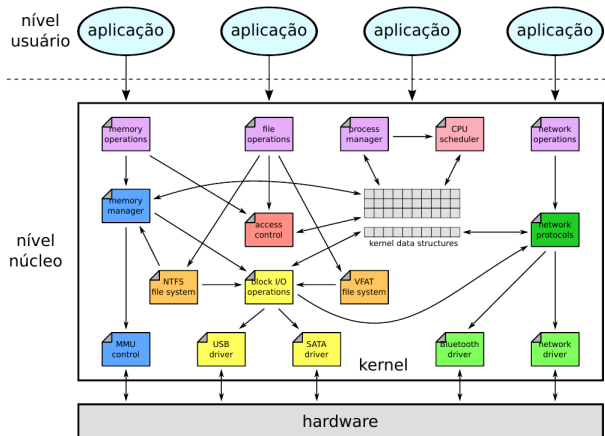 nível
usuário
aplicação
aplicação
aplicação
aplicação
memory
operations
file
operations
process
manager
CPU
scheduler
network
operations
memory
manager
access
control
kernel data structures
network
protocols
nível
núcleo
NTFS
file system
block I/O
operations
VFAT
file system
MMU
control
USB
driver
SATA
driver
kernel
Bluetooth
driver
network
driver
hardware